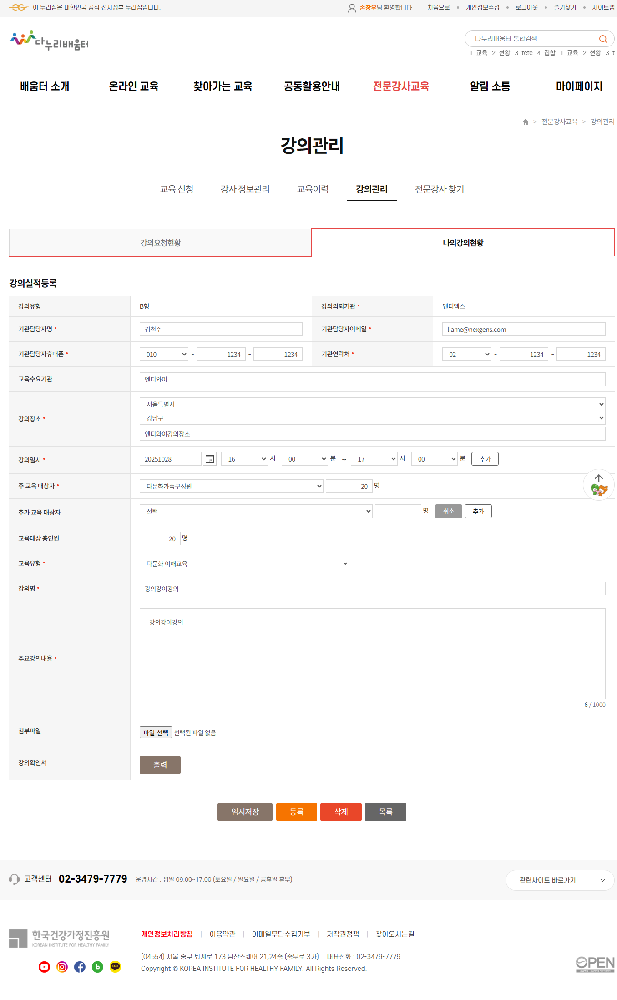 이 누리집은 대한민국 공식 전자정부 누리집입니다.
손창우님 환영합니다. 처음으로 개인정보수정 로그아웃 즐겨찾기 사이트맵
다누리배움터
다누리배움터 통합검색
1. 교육 2. 현황 3. tete 4. 집합 1. 교육 2. 현황 3. t
배움터 소개 온라인 교육 찾아가는 교육 공동활용안내 전문강사교육 알림 소통 마이페이지
> 전문강사교육 > 강의관리
강의관리
교육 신청 강사 정보관리 교육이력 강의관리 전문강사 찾기
강의요청현황 나의강의현황
강의실적등록
강의유형 B형 강의의뢰기관 • 엔디엑스
기관담당자명 • 김철수 기관담당자이메일 • liame@nexgens.com
기관담당자휴대폰 • 010 - 1234 - 1234 기관연락처 • 02 - 1234 - 1234
교육수요기관 엔디와이
강의장소 • 서울특별시
강남구
엔디와이강의장소
강의일시 • 20251028 16 시 00 분 ~ 17 시 00 분 추가
주 교육 대상자 • 다문화가족구성원 20 명
추가 교육 대상자 선택 명 취소 추가
교육대상 총인원 20 명
교육유형 • 다문화 이해교육
강의명 • 강의강이강의
주요강의내용 • 강의강이강의
6 / 1000
첨부파일 파일 선택 선택된 파일 없음
강의확인서 출력
임시저장 등록 삭제 목록
고객센터 02-3479-7779 운영시간 : 평일 09:00~17:00 (토요일 / 일요일 / 공휴일 휴무) 관련사이트 바로가기
한국건강가정진흥원
KOREAN INSTITUTE FOR HEALTHY FAMILY
개인정보처리방침 | 이용약관 | 이메일무단수집거부 | 저작권정책 | 찾아오시는길
(04554) 서울 중구 퇴계로 173 남산스퀘어 21,24층 (충무로 3가) 대표전화 : 02-3479-7779
Copyright © KOREA INSTITUTE FOR HEALTHY FAMILY. All Rights Reserved.
b TALK
OPEN